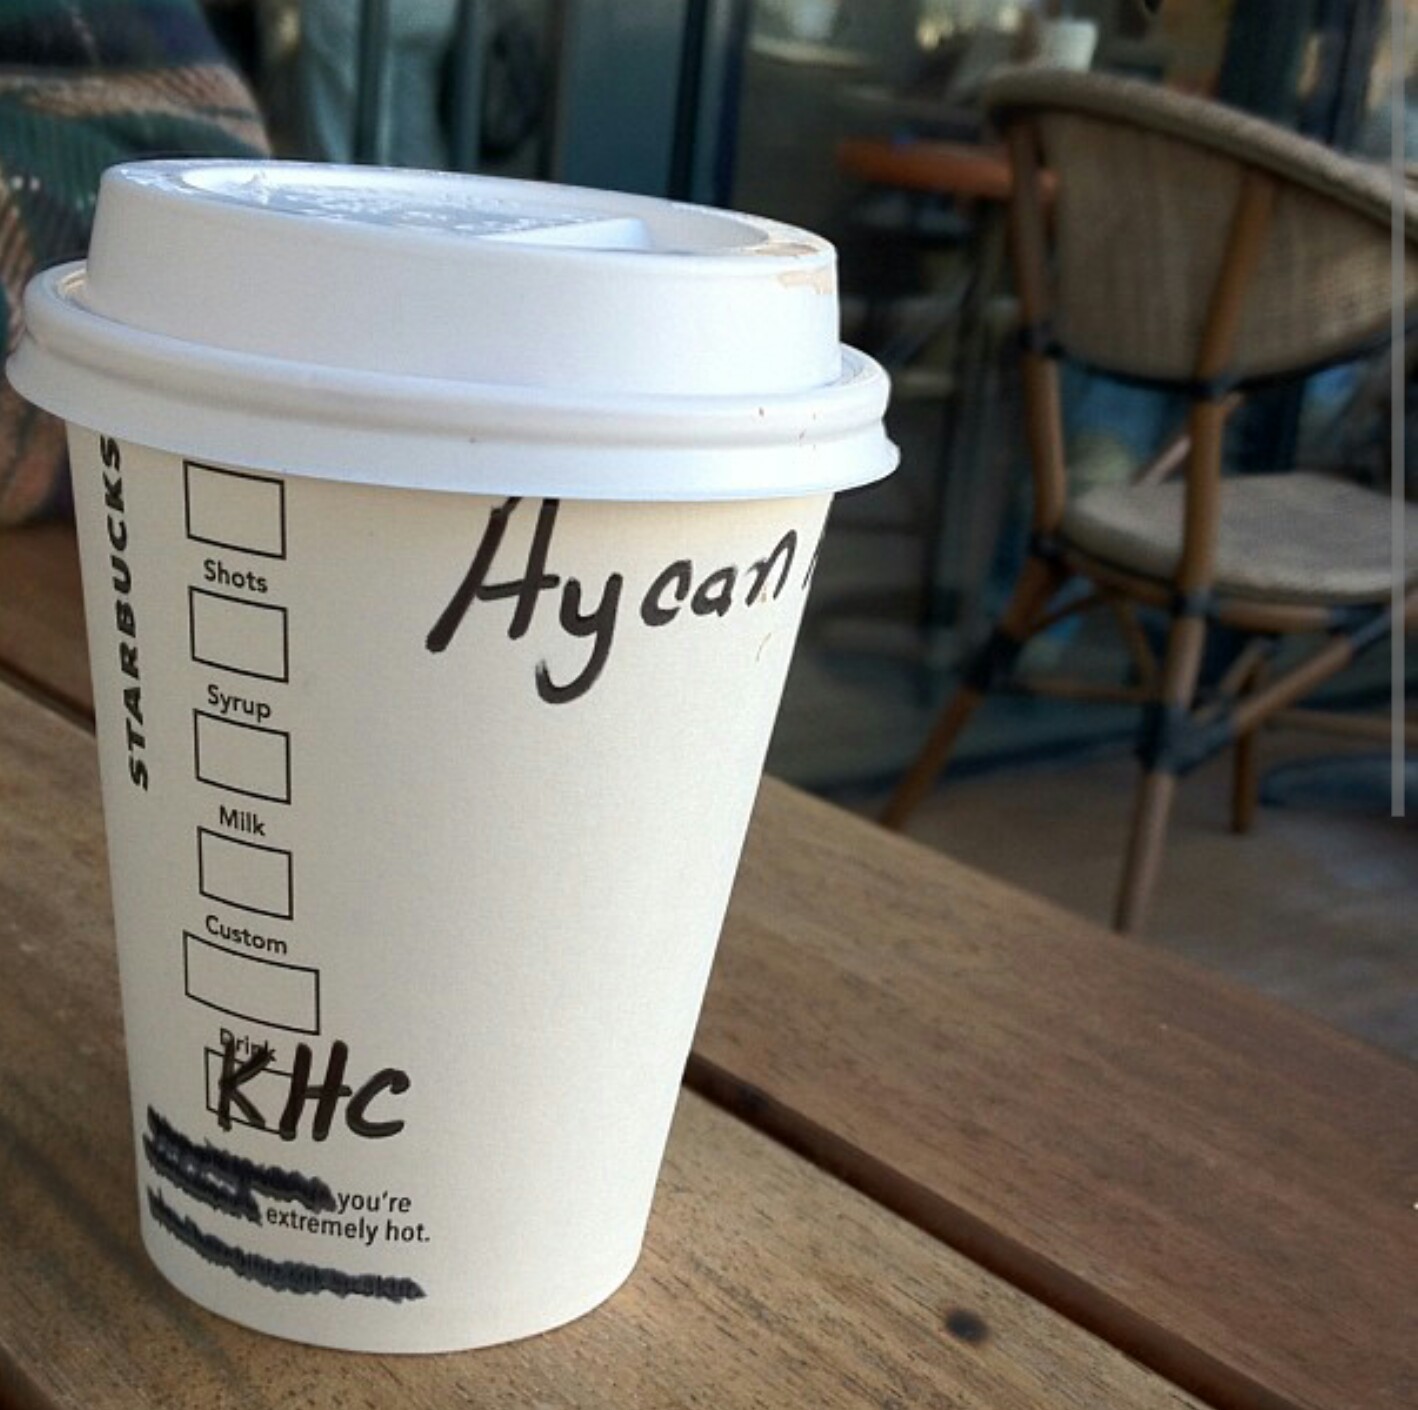 STARBUCKS
Aycan
Shots
Syrup
Milk
Custom
Drink
KHC
you're
extremely hot.